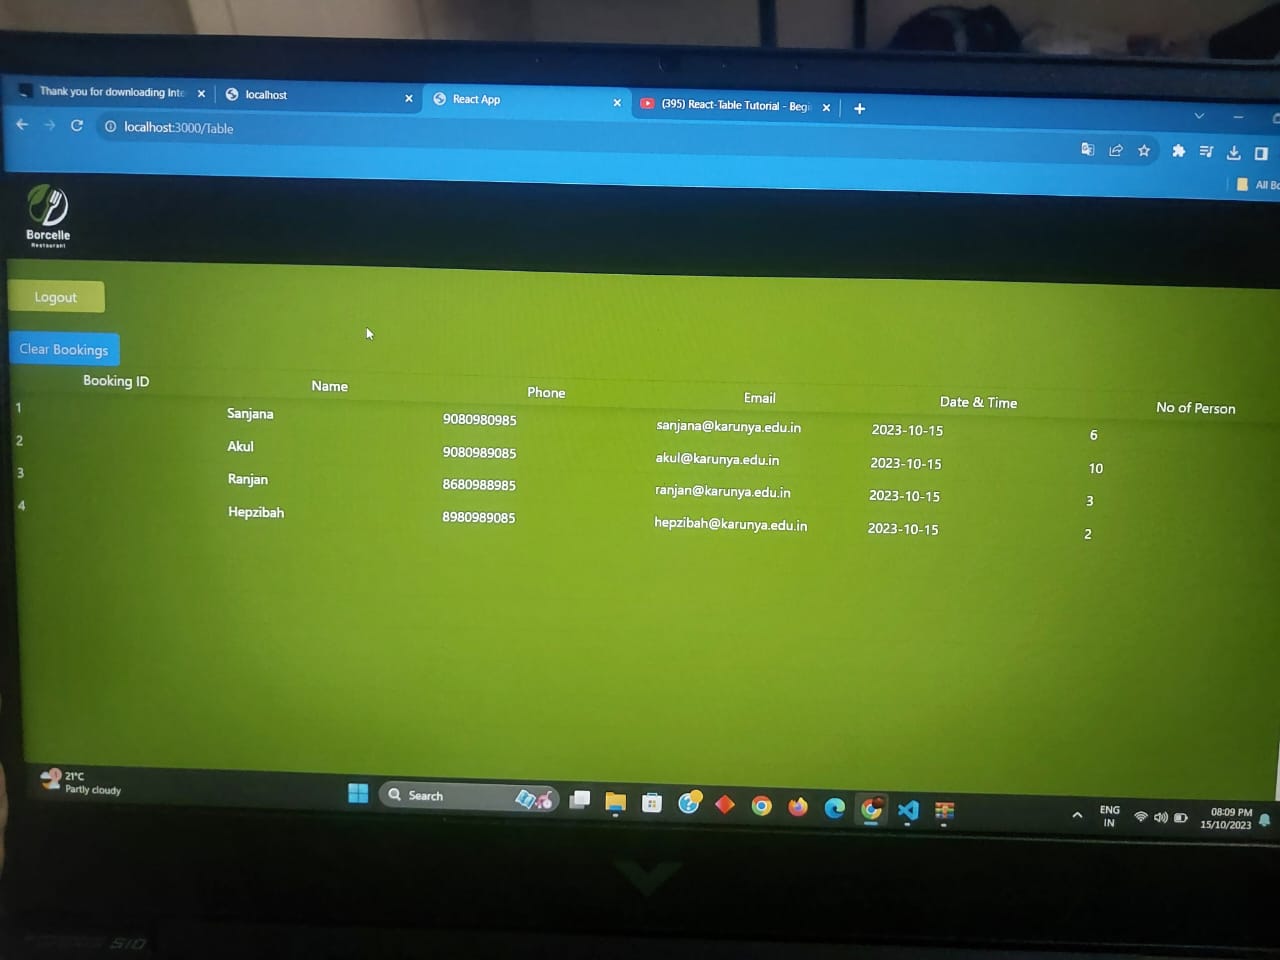 Thank you for downloading Inte
localhost
React App
(395) React-Table Tutorial - Begi
localhost:3000/Table
All Bo
Borcelle
Restaurant
Logout
Clear Bookings
Booking ID Name Phone Email Date & Time No of Person
1 Sanjana 9080980985 sanjana@karunya.edu.in 2023-10-15 6
2 Akul 9080989085 akul@karunya.edu.in 2023-10-15 10
3 Ranjan 8680988985 ranjan@karunya.edu.in 2023-10-15 3
4 Hepzibah 8980989085 hepzibah@karunya.edu.in 2023-10-15 2
1
21°C
Partly cloudy
Search
ENG
IN
08:09 PM
15/10/2023
510